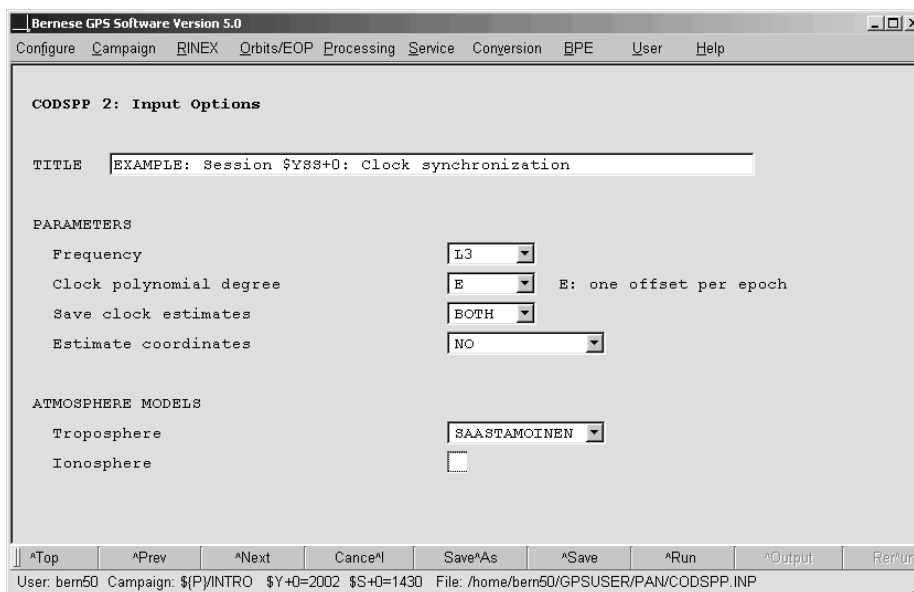 Bernese GPS Software Version 5.0
Configure Campaign RINEX Orbits/EOP Processing Service Conversion BPE User Help
CODSPP 2: Input Options
TITLE EXAMPLE: Session $YSS+0: Clock synchronization
PARAMETERS
Frequency L3
Clock polynomial degree E E: one offset per epoch
Save clock estimates BOTH
Estimate coordinates NO
ATMOSPHERE MODELS
Troposphere SAASTAMOINEN
Ionosphere
^Top ^Prev ^Next Cance^l Save^As ^Save ^Run ^Output Rer^un
User: bern50 Campaign: ${P}/INTRO $Y+0=2002 $S+0=1430 File: /home/bern50/GPSUSER/PAN/CODSPP.INP